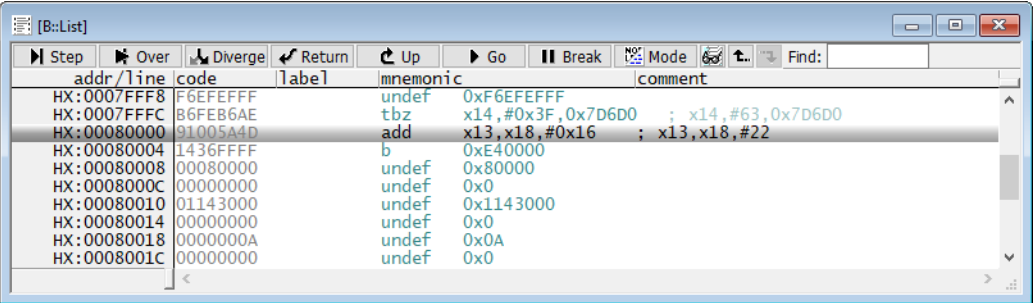 [B::List]
Step Over Diverge Return Up Go Break Mode Find:
addr/line code label mnemonic comment
HX:0007FFF8 F6EFEFFF undef 0xF6EFEFFF
HX:0007FFFC B6FEB6AE tbz x14,#0x3F,0x7D6D0 ; x14,#63,0x7D6D0
HX:00080000 91005A4D add x13,x18,#0x16 ; x13,x18,#22
HX:00080004 1436FFFF b 0xE40000
HX:00080008 00080000 undef 0x80000
HX:0008000C 00000000 undef 0x0
HX:00080010 01143000 undef 0x1143000
HX:00080014 00000000 undef 0x0
HX:00080018 0000000A undef 0x0A
HX:0008001C 00000000 undef 0x0